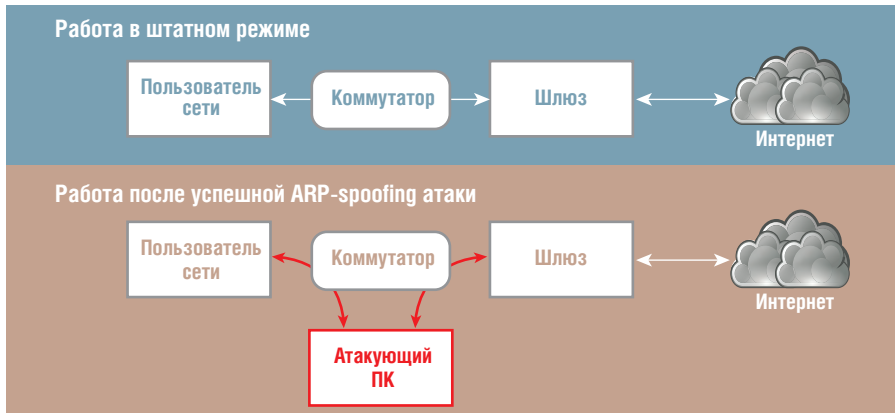 Работа в штатном режиме
Пользователь
сети
Коммутатор
Шлюз
Интернет
Работа после успешной ARP-spoofing атаки
Пользователь
сети
Коммутатор
Шлюз
Интернет
Атакующий
ПК